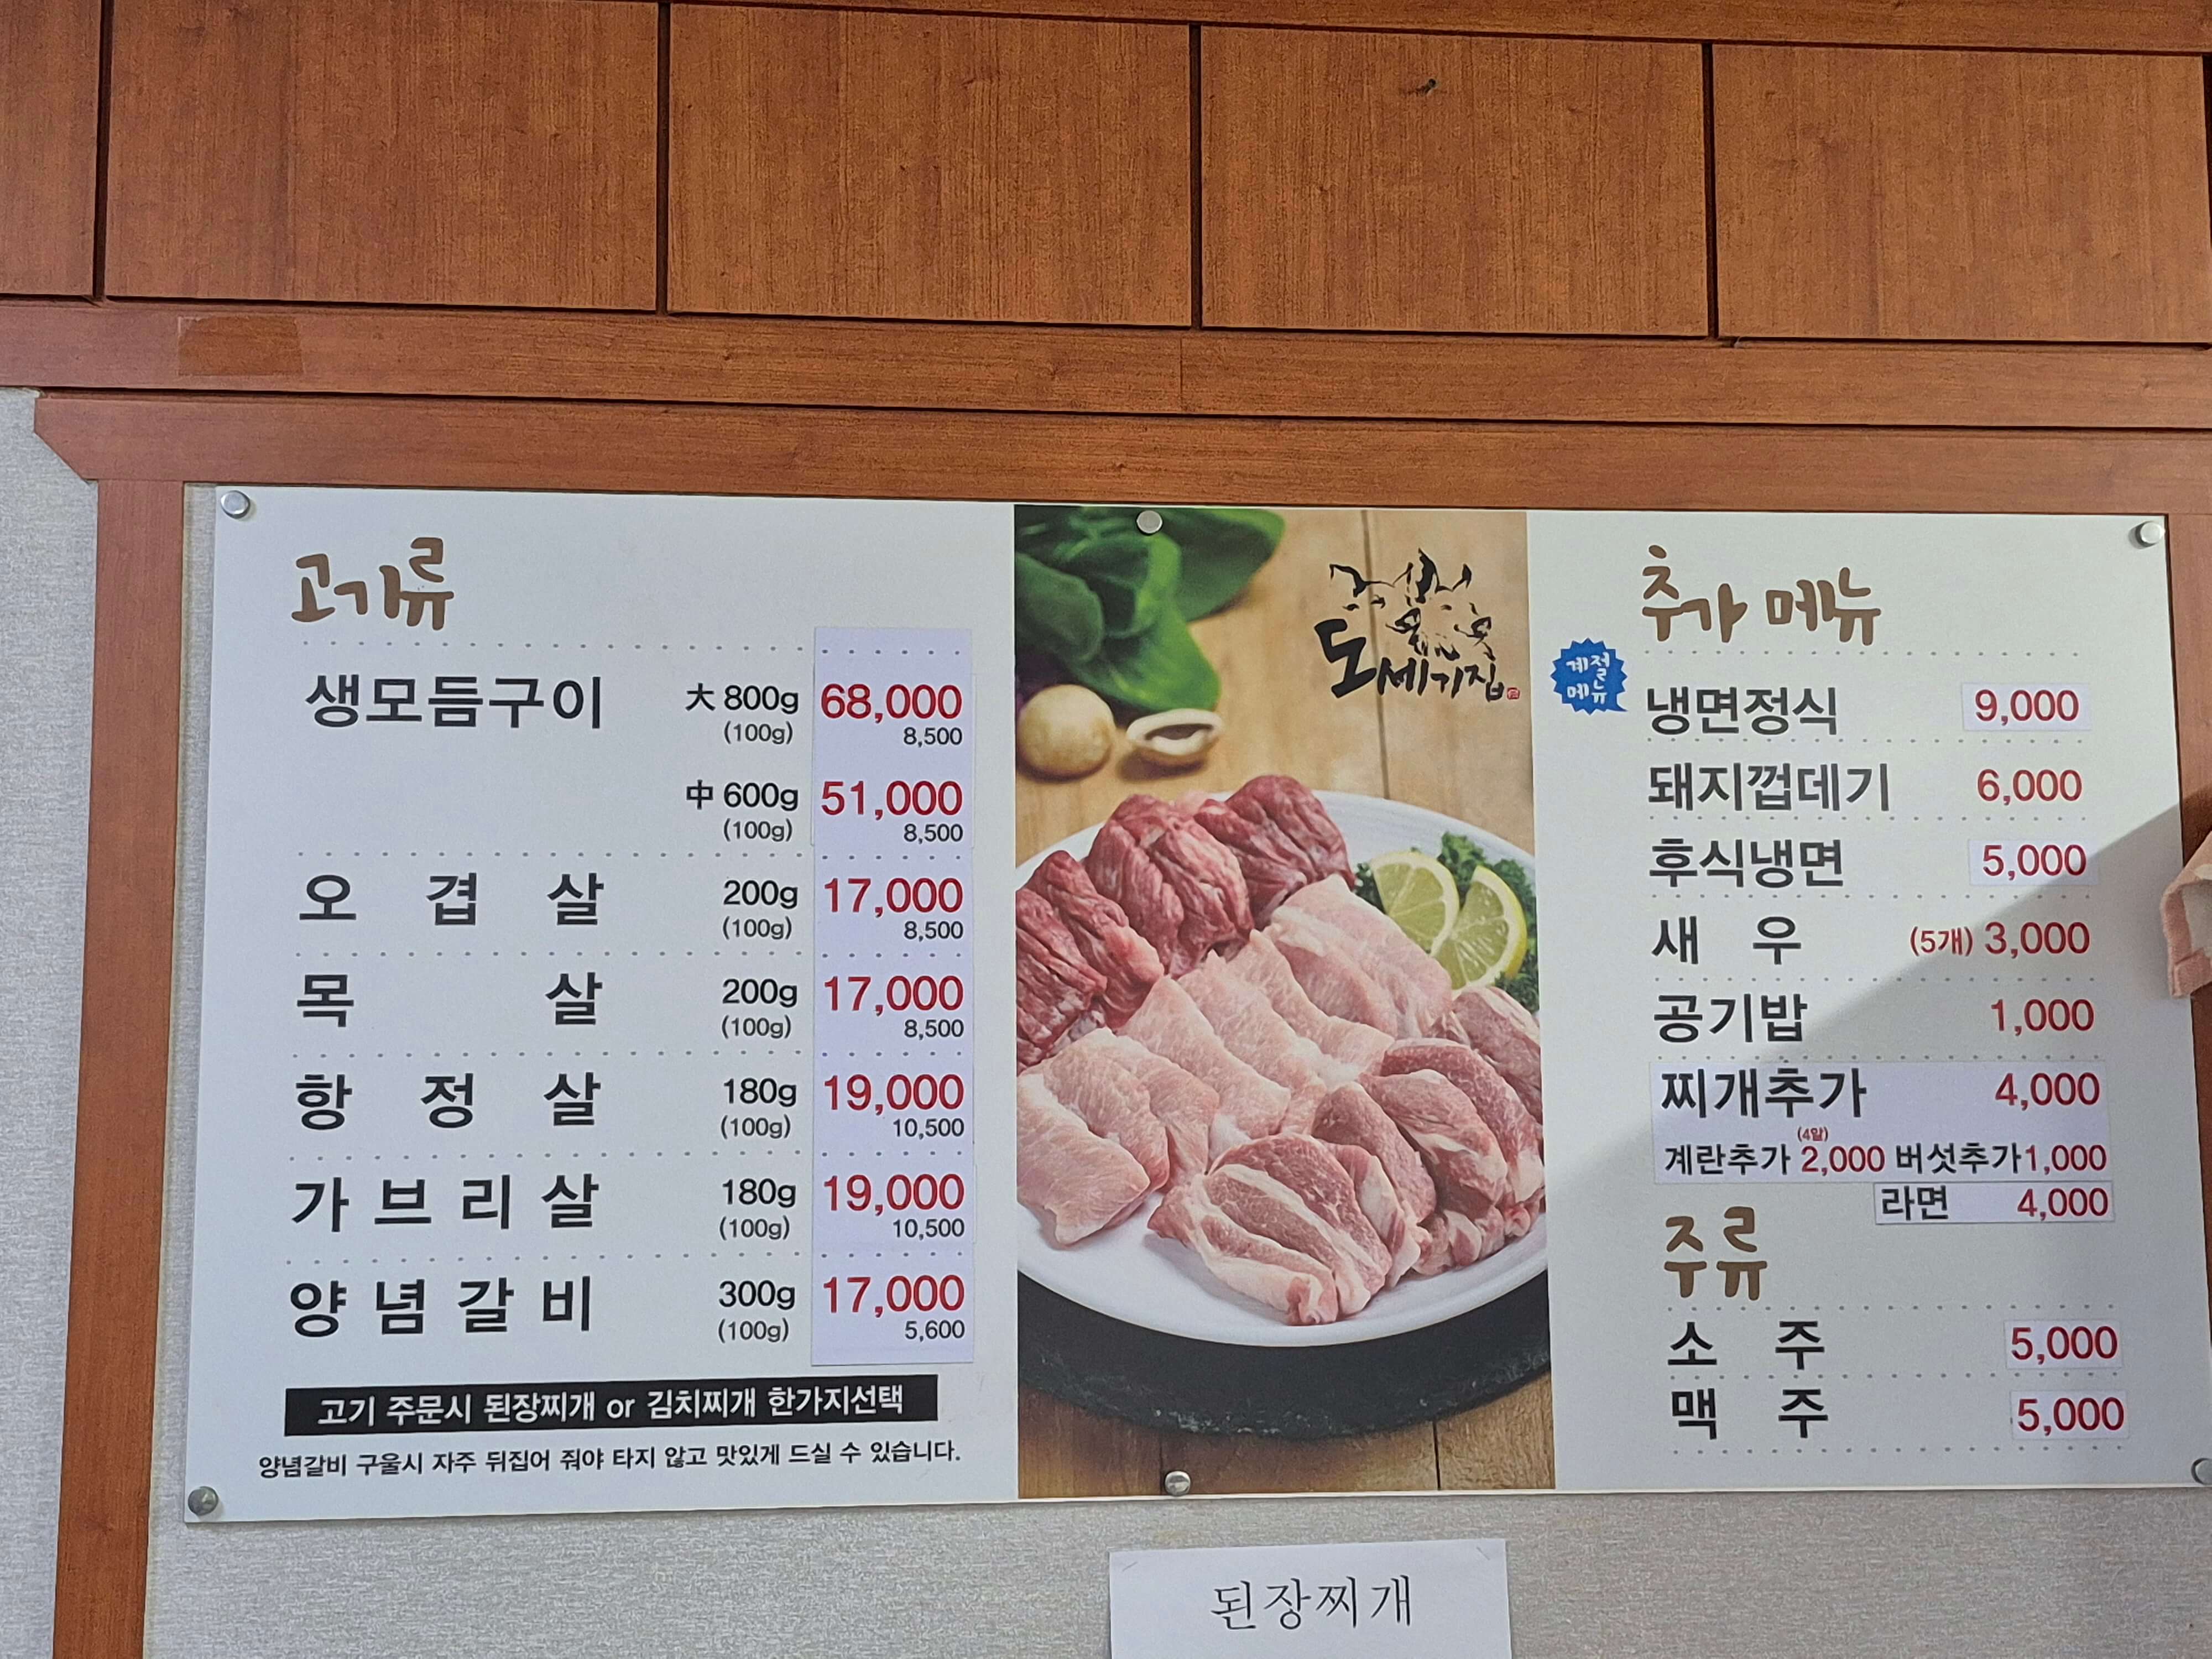 고기류
생모듬구이 大 800g 68,000
(100g) 8,500
中 600g 51,000
(100g) 8,500
오겹살 200g 17,000
(100g) 8,500
목살 200g 17,000
(100g) 8,500
항정살 180g 19,000
(100g) 10,500
가브리살 180g 19,000
(100g) 10,500
양념갈비 300g 17,000
(100g) 5,600
고기 주문시 된장찌개 or 김치찌개 한가지선택
양념갈비 구울시 자주 뒤집어 줘야 타지 않고 맛있게 드실 수 있습니다.
도세기집
추가 메뉴
계절
메뉴
냉면정식 9,000
돼지껍데기 6,000
후식냉면 5,000
새우 (5개) 3,000
공기밥 1,000
찌개추가 4,000
(4알)
계란추가 2,000 버섯추가 1,000
라면 4,000
주류
소주 5,000
맥주 5,000
된장찌개